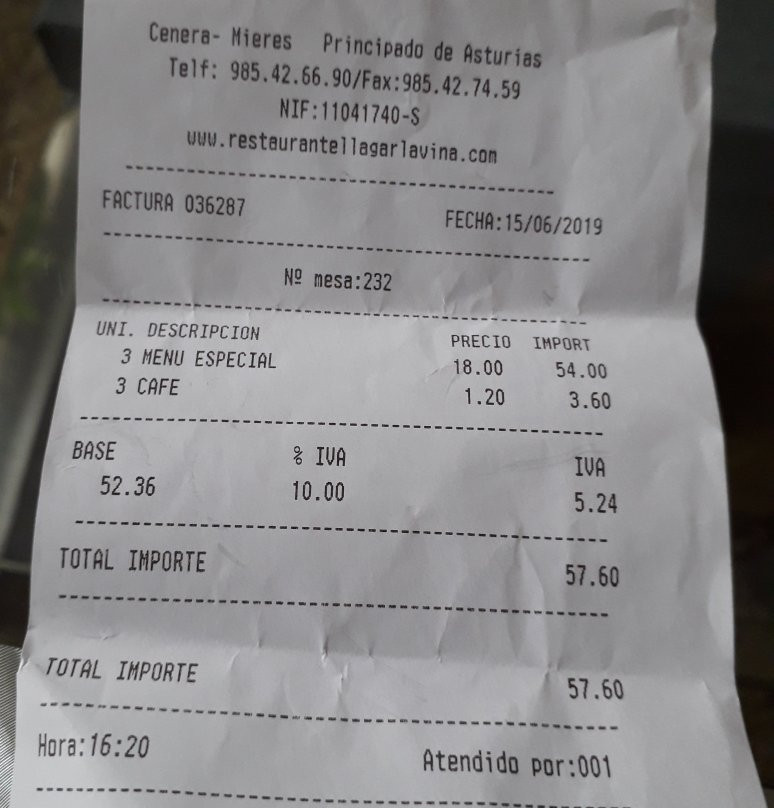 Cenera- Mieres Principado de Asturias
Telf: 985.42.66.90/Fax:985.42.74.59
NIF:11041740-S
www.restaurantellagarlavina.com
--------------------------------
FACTURA 036287 FECHA:15/06/2019
--------------------------------
Nº mesa:232
--------------------------------
UNI. DESCRIPCION PRECIO IMPORT
3 MENU ESPECIAL 18.00 54.00
3 CAFE 1.20 3.60
--------------------------------
BASE % IVA IVA
52.36 10.00 5.24
--------------------------------
TOTAL IMPORTE 57.60
--------------------------------
TOTAL IMPORTE 57.60
--------------------------------
Hora:16:20 Atendido por:001
--------------------------------